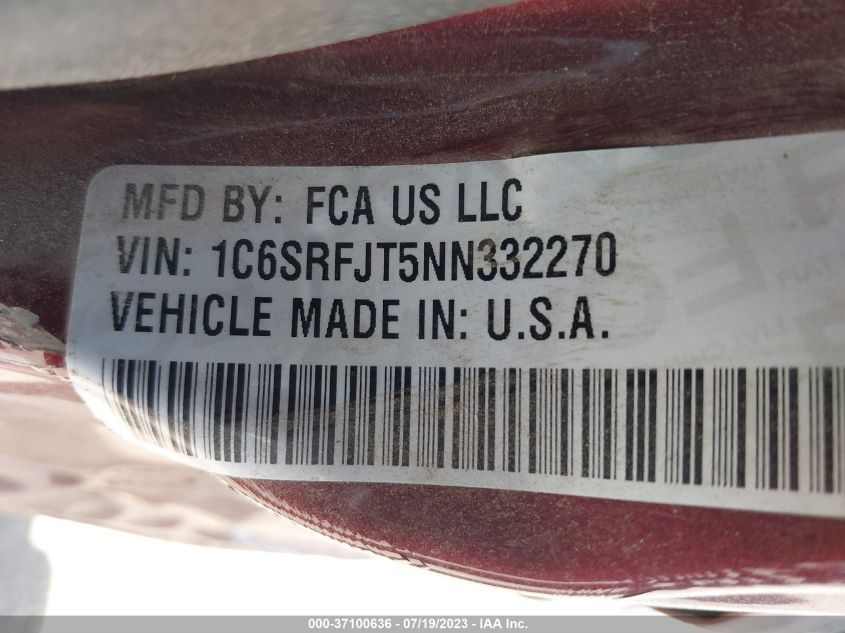 MFD BY: FCA US LLC
VIN: 1C6SRFJT5NN332270
VEHICLE MADE IN: U.S.A.
000-37100636 - 07/19/2023 - IAA Inc.